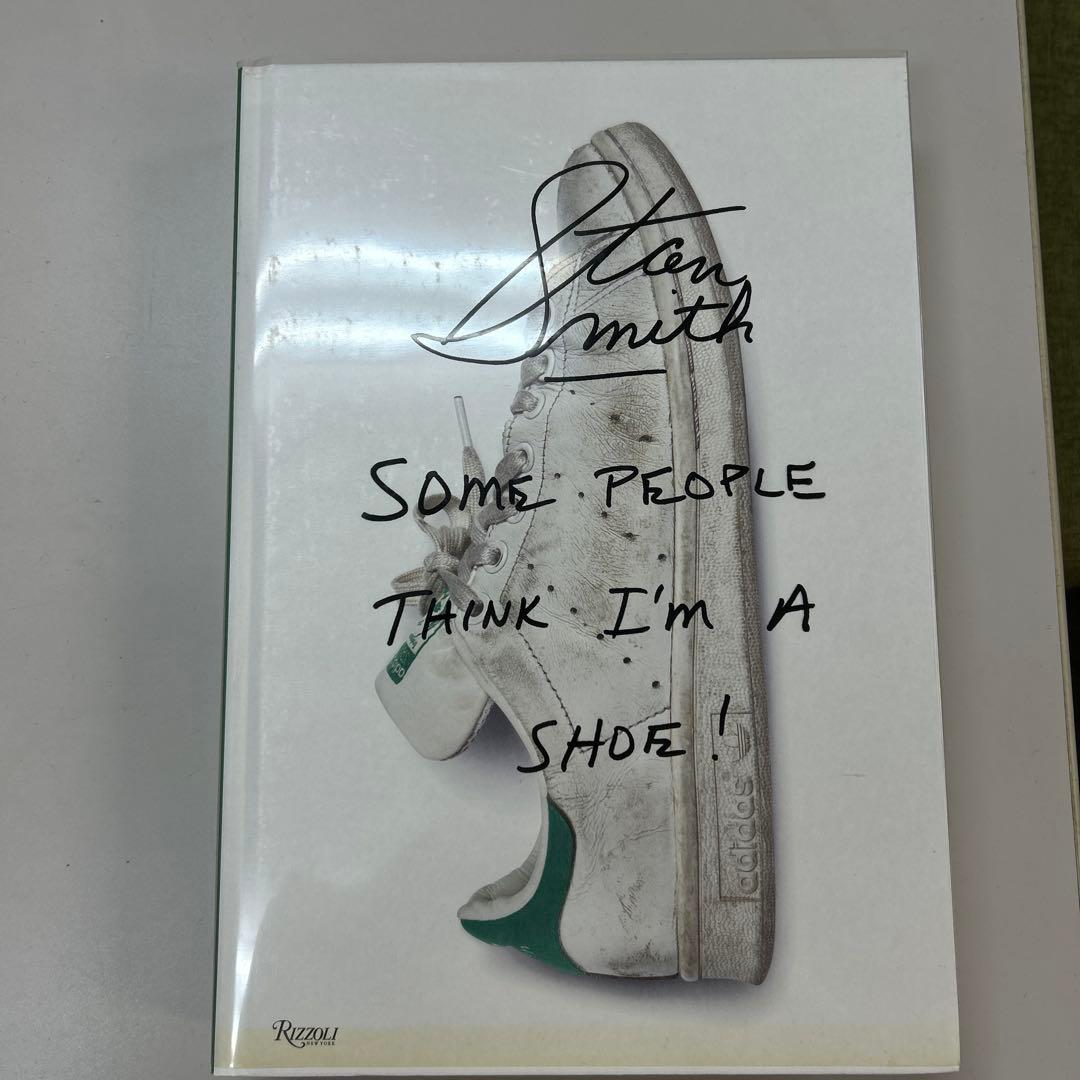 Stan
Smith
SOME PEOPLE
THINK I'M A
SHOE!
adidas
RIZZOLI
NEW YORK